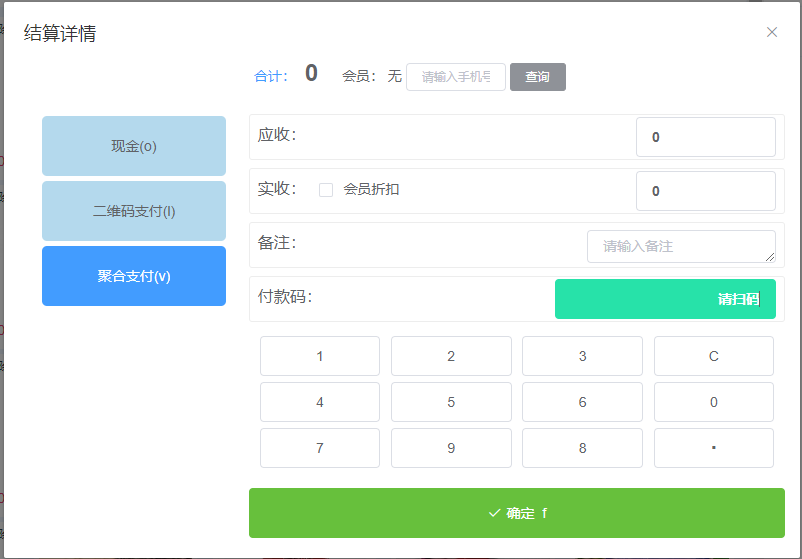 结算详情
合计： 0 会员： 无 请输入手机号 查询
现金(o)
二维码支付(l)
聚合支付(v)
应收： 0
实收： 会员折扣 0
备注： 请输入备注
付款码： 请扫码
1 2 3 C
4 5 6 0
7 9 8 .
确定 f